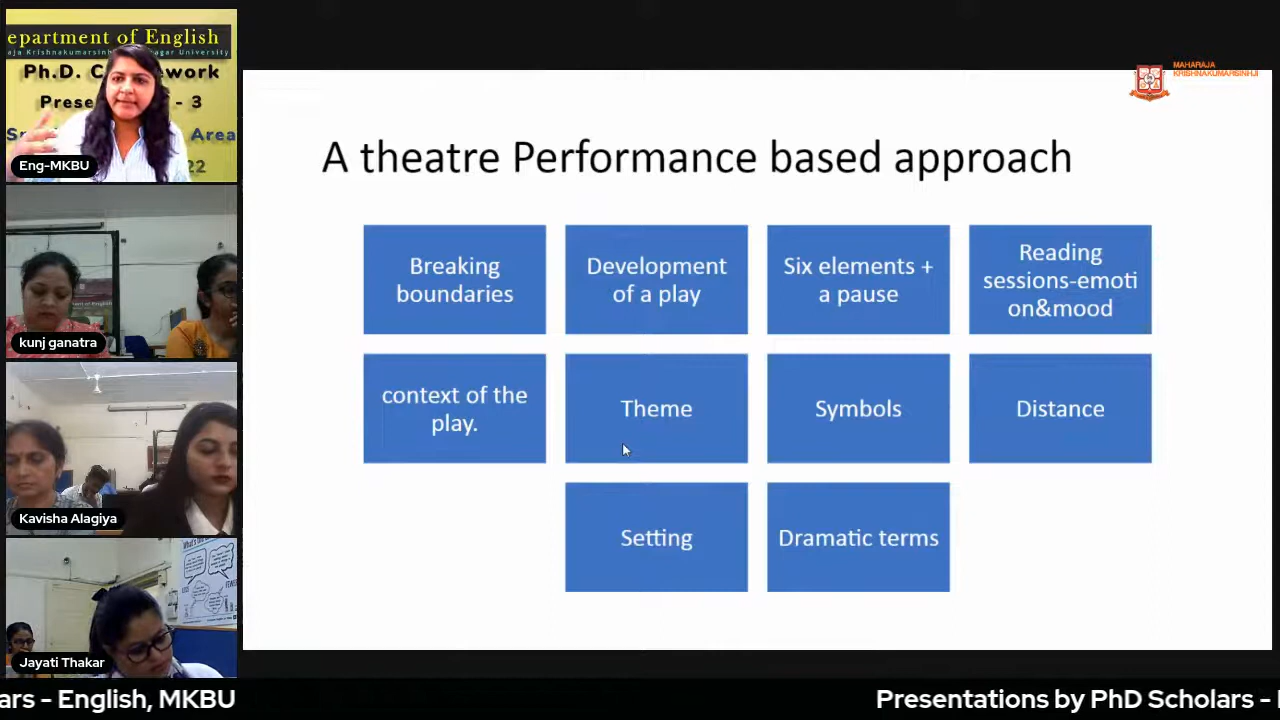 epartment of English
Ph.D. C
work
Prese
- 3
Area
22
Eng-MKBU
kunj ganatra
Kavisha Alagiya
Jayati Thakar
MAHARAJA
KRISHNAKUMARSINHJI
A theatre Performance based approach
Breaking
boundaries
Development
of a play
Six elements +
a pause
Reading
sessions-emoti
on&mood
context of the
play.
Theme
Symbols
Distance
Setting
Dramatic terms
ars - English, MKBU
Presentations by PhD Scholars -